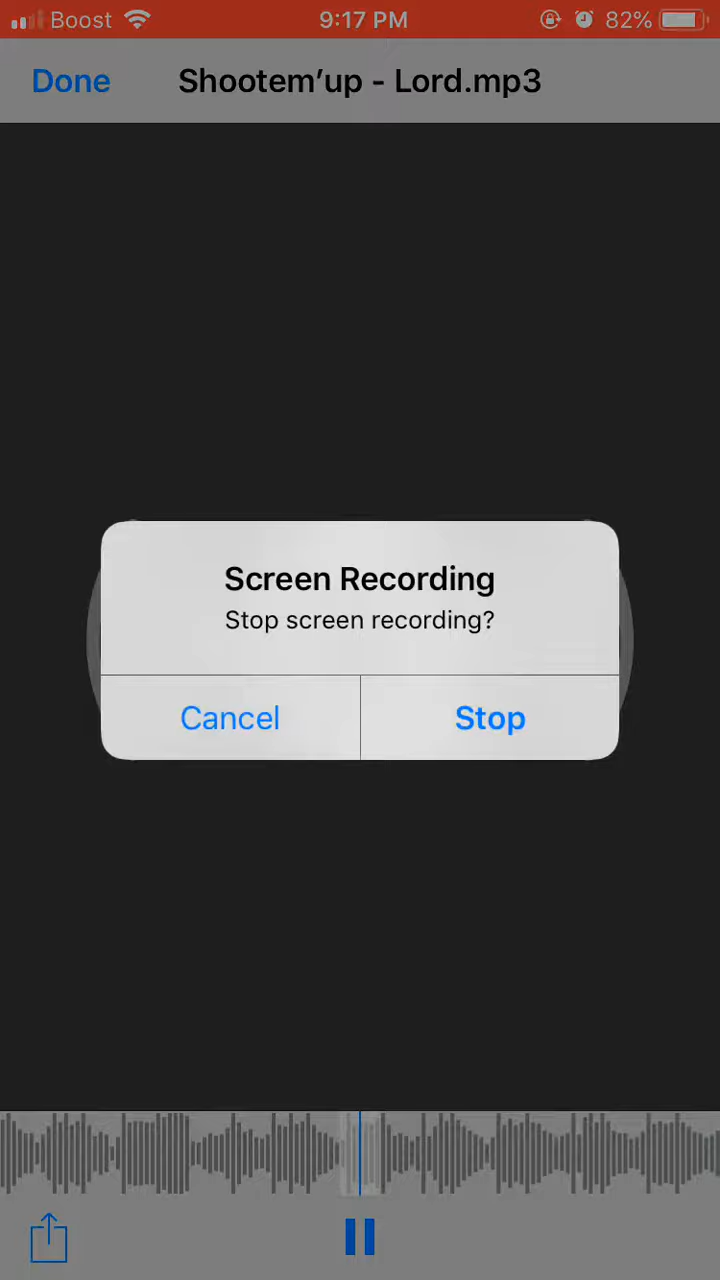 Boost 9:17 PM 82%
Done Shootem’up - Lord.mp3
Screen Recording
Stop screen recording?
Cancel Stop